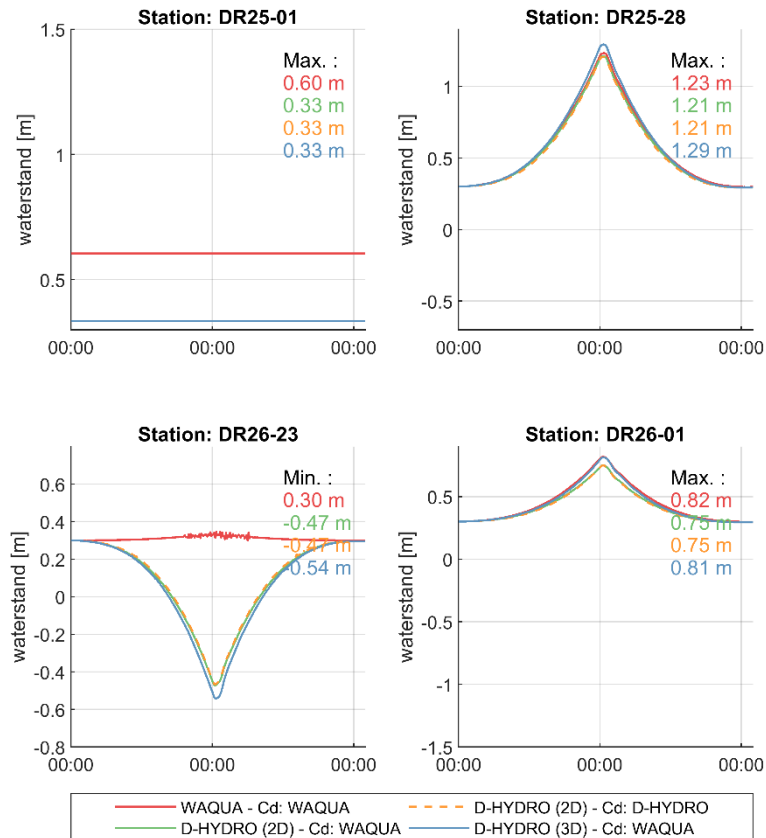 Station: DR25-01
Max. :
0.60 m
0.33 m
0.33 m
0.33 m
1.5
1
0.5
waterstand [m]
00:00 00:00 00:00
Station: DR25-28
Max. :
1.23 m
1.21 m
1.21 m
1.29 m
1
0.5
0
-0.5
waterstand [m]
00:00 00:00 00:00
Station: DR26-23
Min. :
0.30 m
-0.47 m
-0.47 m
-0.54 m
0.6
0.4
0.2
0
-0.2
-0.4
-0.6
-0.8
waterstand [m]
00:00 00:00 00:00
Station: DR26-01
Max. :
0.82 m
0.75 m
0.75 m
0.81 m
0.5
0
-0.5
-1
-1.5
waterstand [m]
00:00 00:00 00:00
WAQUA - Cd: WAQUA
D-HYDRO (2D) - Cd: D-HYDRO
D-HYDRO (2D) - Cd: WAQUA
D-HYDRO (3D) - Cd: WAQUA